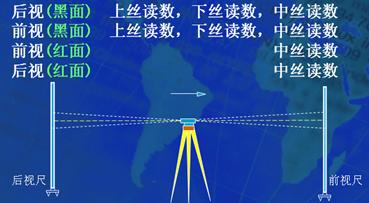 后视(黑面) 上丝读数，下丝读数，中丝读数
前视(黑面) 上丝读数，下丝读数，中丝读数
前视(红面) 中丝读数
后视(红面) 中丝读数
后视尺 前视尺